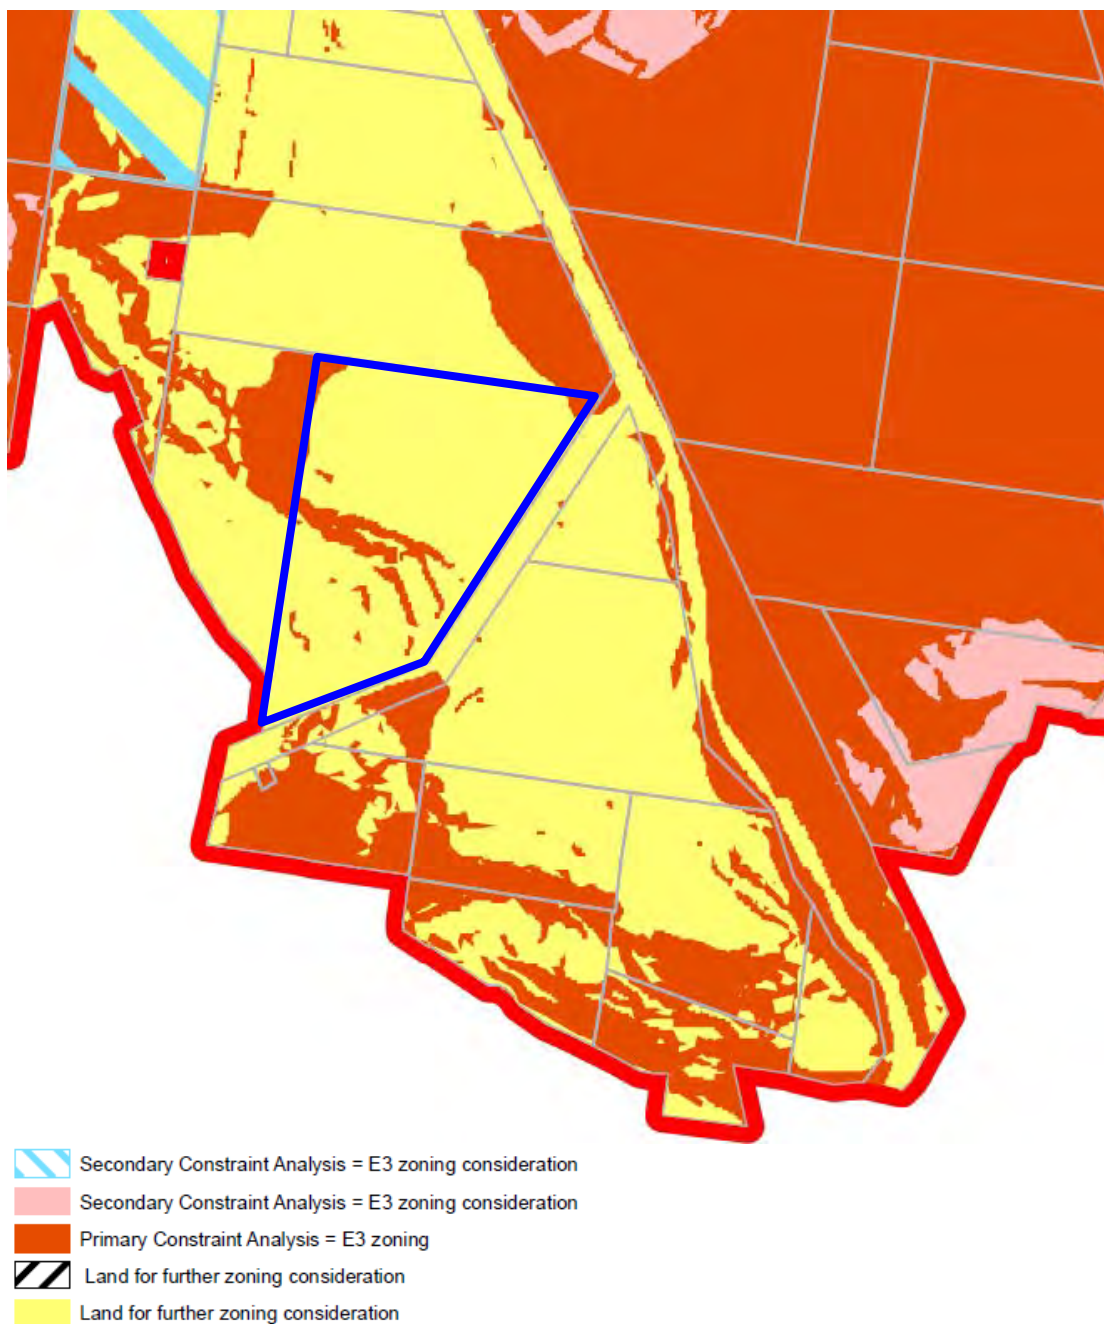 Secondary Constraint Analysis = E3 zoning consideration
Secondary Constraint Analysis = E3 zoning consideration
Primary Constraint Analysis = E3 zoning
Land for further zoning consideration
Land for further zoning consideration